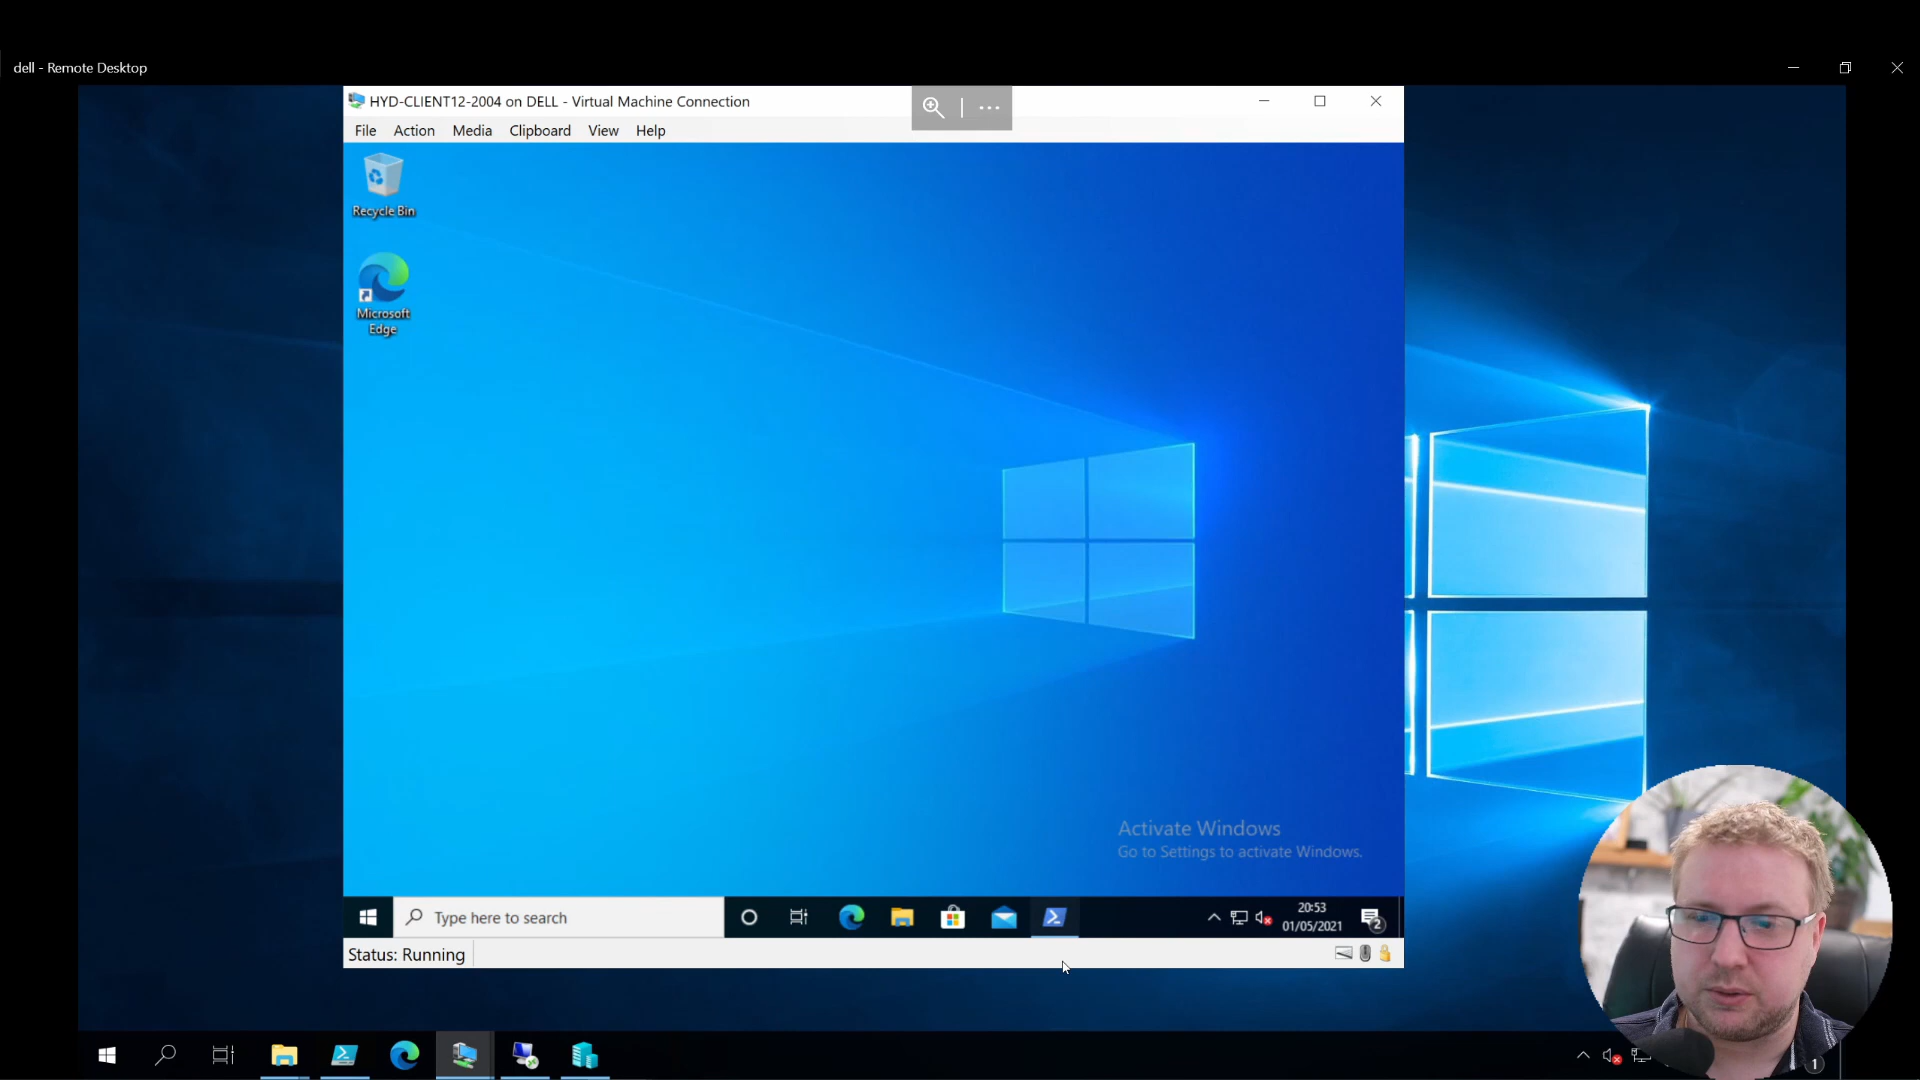 dell - Remote Desktop
HYD-CLIENT12-2004 on DELL - Virtual Machine Connection
File Action Media Clipboard View Help
Recycle Bin
Microsoft
Edge
Activate Windows
Go to Settings to activate Windows.
Type here to search
20:53
01/05/2021
2
Status: Running
1